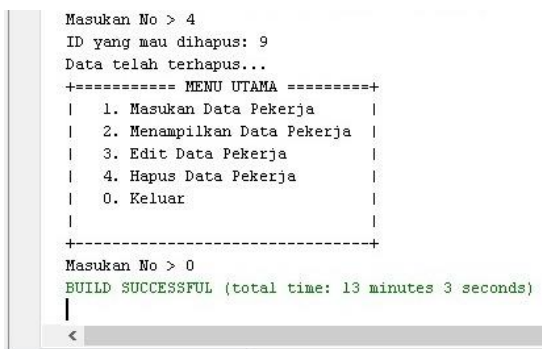 Masukan No > 4
ID yang mau dihapus: 9
Data telah terhapus...
+=========== MENU UTAMA =========+
| 1. Masukan Data Pekerja |
| 2. Menampilkan Data Pekerja |
| 3. Edit Data Pekerja |
| 4. Hapus Data Pekerja |
| 0. Keluar |
| |
+--------------------------------+
Masukan No > 0
BUILD SUCCESSFUL (total time: 13 minutes 3 seconds)